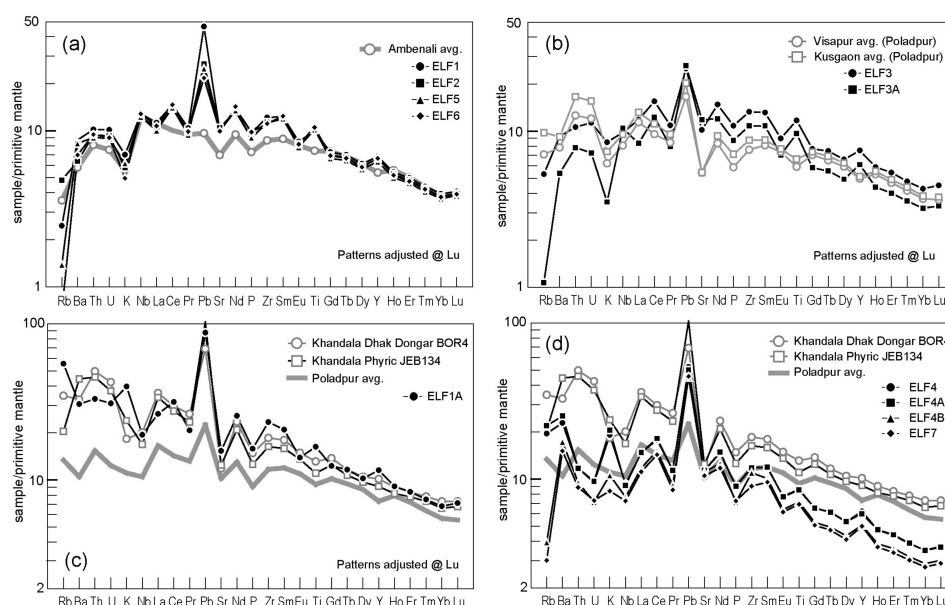 50
(a)
Ambenali avg.
ELF1
ELF2
ELF5
ELF6
10
sample/primitive mantle
Patterns adjusted @ Lu
1
Rb Ba Th U K Nb La Ce Pr Pb Sr Nd P Zr Sm Eu Ti Gd Tb Dy Y Ho Er Tm Yb Lu
50
(b)
Visapur avg. (Poladpur)
Kusgaon avg. (Poladpur)
ELF3
ELF3A
10
sample/primitive mantle
Patterns adjusted @ Lu
1
Rb Ba Th U K Nb La Ce Pr Pb Sr Nd P Zr Sm Eu Ti Gd Tb Dy Y Ho Er Tm Yb Lu
100
(c)
Khandala Dhak Dongar BOR4
Khandala Phyric JEB134
Poladpur avg.
ELF1A
10
sample/primitive mantle
Patterns adjusted @ Lu
2
Rb Ba Th U K Nb La Ce Pr Pb Sr Nd P Zr Sm Eu Ti Gd Tb Dy Y Ho Er Tm Yb Lu
100
(d)
Khandala Dhak Dongar BOR4
Khandala Phyric JEB134
Poladpur avg.
ELF4
ELF4A
ELF4B
ELF7
10
sample/primitive mantle
2
Rb Ba Th U K Nb La Ce Pr Pb Sr Nd P Zr Sm Eu Ti Gd Tb Dy Y Ho Er Tm Yb Lu